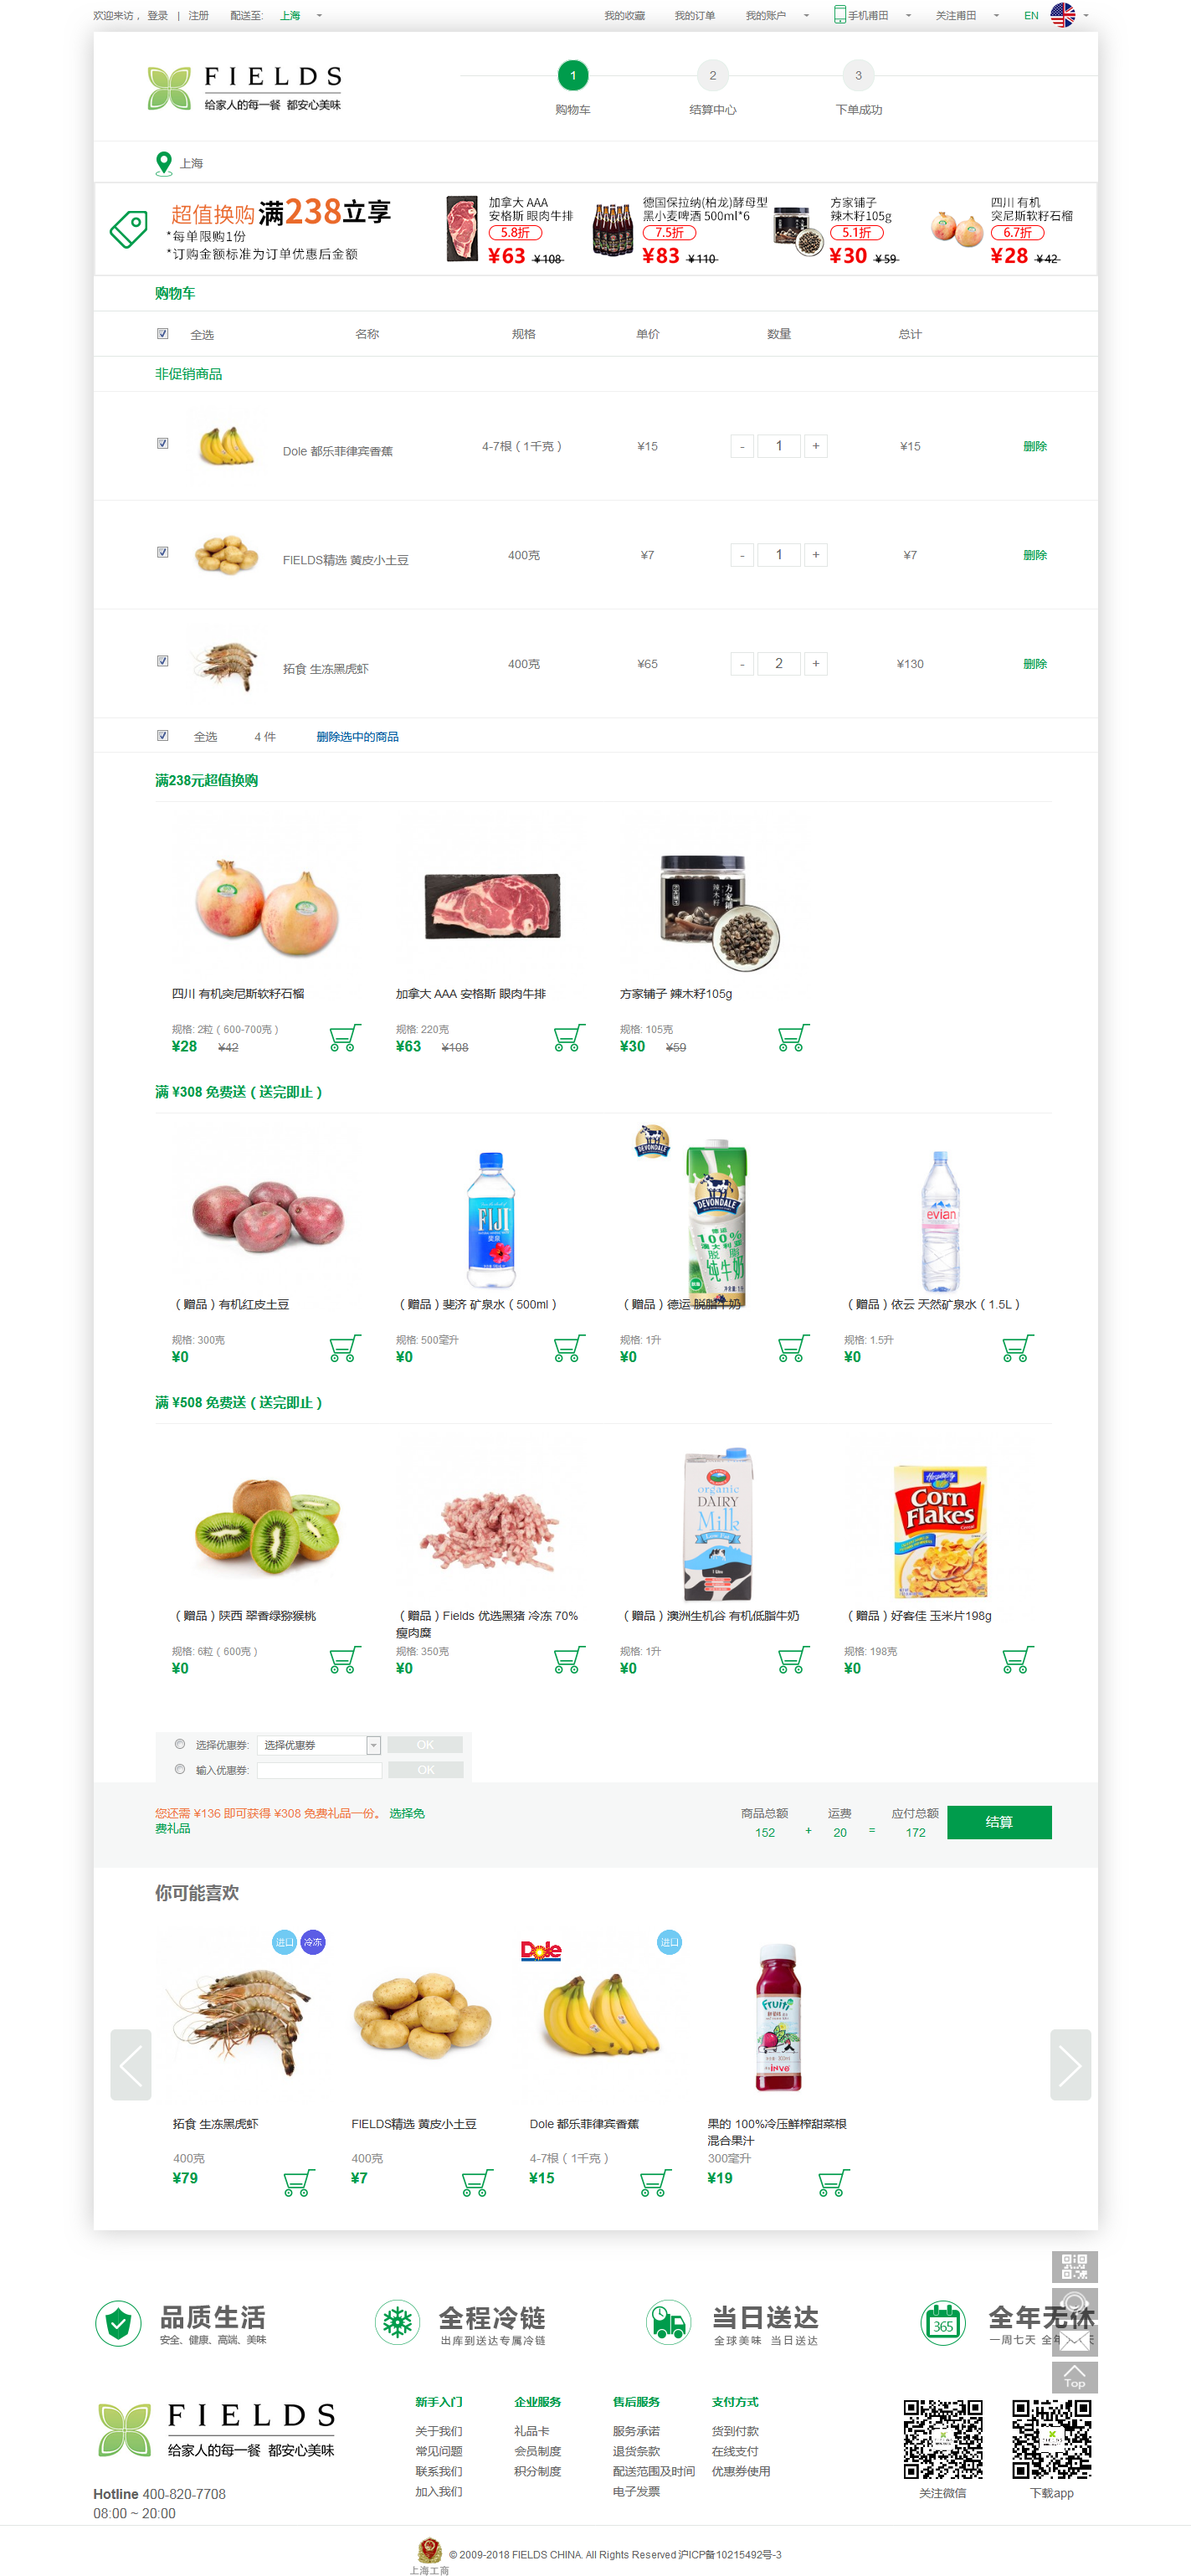 欢迎来访， 登录 | 注册 配送至: 上海 我的收藏 我的订单 我的账户 手机甫田 关注甫田 EN
FIELDS
给家人的每一餐 都安心美味
1 2 3
购物车 结算中心 下单成功
上海
超值换购 满238立享
*每单限购1份
*订购金额标准为订单优惠后金额
加拿大 AAA
安格斯 眼肉牛排
5.8折
¥63 ¥108
德国保拉纳(柏龙)酵母型
黑小麦啤酒 500ml*6
7.5折
¥83 ¥110
方家铺子
辣木籽105g
5.1折
¥30 ¥59
四川 有机
突尼斯软籽石榴
6.7折
¥28 ¥42
购物车
全选 名称 规格 单价 数量 总计
非促销商品
Dole 都乐菲律宾香蕉 4-7根（1千克） ¥15 - 1 + ¥15 删除
FIELDS精选 黄皮小土豆 400克 ¥7 - 1 + ¥7 删除
拓食 生冻黑虎虾 400克 ¥65 - 2 + ¥130 删除
全选 4 件 删除选中的商品
满238元超值换购
四川 有机突尼斯软籽石榴 加拿大 AAA 安格斯 眼肉牛排 方家铺子 辣木籽105g
规格: 2粒（600-700克） 规格: 220克 规格: 105克
¥28 ¥42 ¥63 ¥108 ¥30 ¥59
满 ¥308 免费送（送完即止）
FIJI
DEVONDALE
DEVONDALE
100%
脱脂
纯牛奶
evian
（赠品）有机红皮土豆 （赠品）斐济 矿泉水（500ml） （赠品）德运 脱脂牛奶 （赠品）依云 天然矿泉水（1.5L）
规格: 300克 规格: 500毫升 规格: 1升 规格: 1.5升
¥0 ¥0 ¥0 ¥0
满 ¥508 免费送（送完即止）
organic
DAIRY
Milk
Hospitality
Corn
Flakes
（赠品）陕西 翠香绿猕猴桃 （赠品）Fields 优选黑猪 冷冻 70%
瘦肉糜
（赠品）澳洲生机谷 有机低脂牛奶 （赠品）好客佳 玉米片198g
规格: 6粒（600克） 规格: 350克 规格: 1升 规格: 198克
¥0 ¥0 ¥0 ¥0
选择优惠券: 选择优惠券 OK
输入优惠券: OK
您还需 ¥136 即可获得 ¥308 免费礼品一份。 选择免
费礼品
商品总额 运费 应付总额
152 + 20 = 172
结算
你可能喜欢
进口 冷冻 Dole 进口
Fruiti
inve
拓食 生冻黑虎虾 FIELDS精选 黄皮小土豆 Dole 都乐菲律宾香蕉 果的 100%冷压鲜榨甜菜根
混合果汁
400克 400克 4-7根（1千克） 300毫升
¥79 ¥7 ¥15 ¥19
品质生活 全程冷链 当日送达 365 全年无休
安全、健康、高端、美味 出库到送达专属冷链 全球美味 当日送达 一周七天
Top
FIELDS
给家人的每一餐 都安心美味
Hotline 400-820-7708
08:00 ~ 20:00
新手入门 企业服务 售后服务 支付方式
关于我们 礼品卡 服务承诺 货到付款
常见问题 会员制度 退货条款 在线支付
联系我们 积分制度 配送范围及时间 优惠券使用
加入我们 电子发票
关注微信 下载app
上海工商
© 2009-2018 FIELDS CHINA. All Rights Reserved 沪ICP备10215492号-3